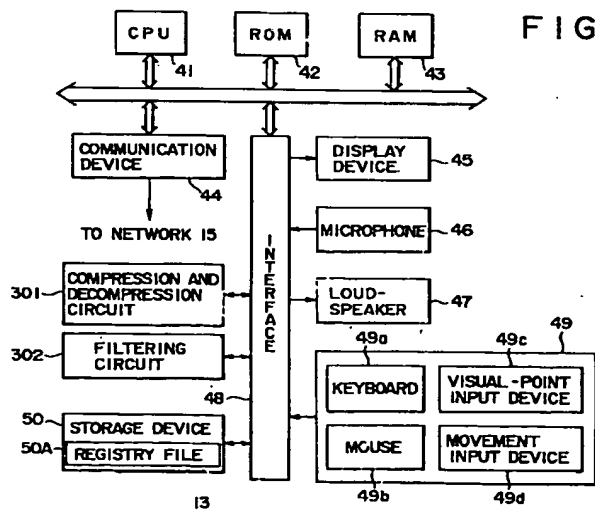 FIG
CPU
ROM
RAM
41
42
43
COMMUNICATION
DEVICE
44
TO NETWORK 15
DISPLAY
DEVICE
45
MICROPHONE
46
LOUD-
SPEAKER
47
INTERFACE
48
301
COMPRESSION AND
DECOMPRESSION
CIRCUIT
302
FILTERING
CIRCUIT
50
STORAGE DEVICE
50A
REGISTRY FILE
49
49a
KEYBOARD
49c
VISUAL-POINT
INPUT DEVICE
MOUSE
49b
MOVEMENT
INPUT DEVICE
49d
13